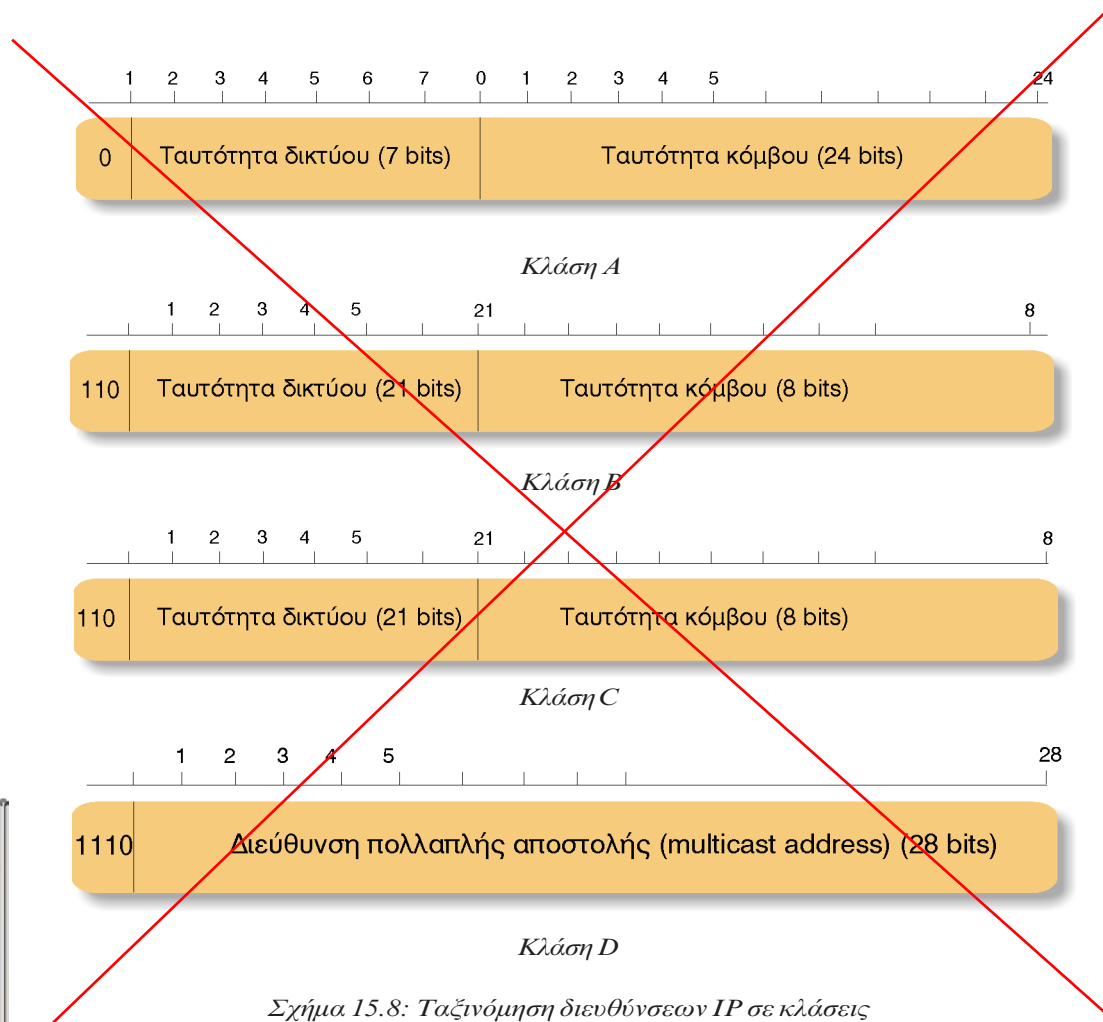 1 2 3 4 5 6 7 0 1 2 3 4 5 24
0 Ταυτότητα δικτύου (7 bits) Ταυτότητα κόμβου (24 bits)
Κλάση A
1 2 3 4 5 21 8
110 Ταυτότητα δικτύου (21 bits) Ταυτότητα κόμβου (8 bits)
Κλάση B
1 2 3 4 5 21 8
110 Ταυτότητα δικτύου (21 bits) Ταυτότητα κόμβου (8 bits)
Κλάση C
1 2 3 4 5 28
1110 Διεύθυνση πολλαπλής αποστολής (multicast address) (28 bits)
Κλάση D
Σχήμα 15.8: Ταξινόμηση διευθύνσεων IP σε κλάσεις